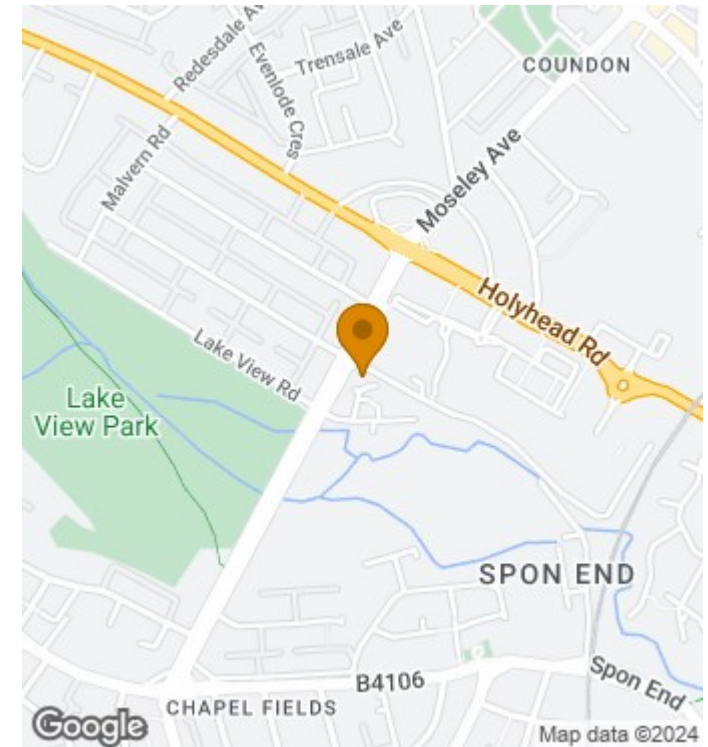 Redesdale Av
Evenlode Cres
Trensale Ave
COUNDON
Malvern Rd
Moseley Ave
Holyhead Rd
Lake View Rd
Lake
View Park
SPON END
B4106
Spon End
CHAPEL FIELDS
Google
Map data ©2024